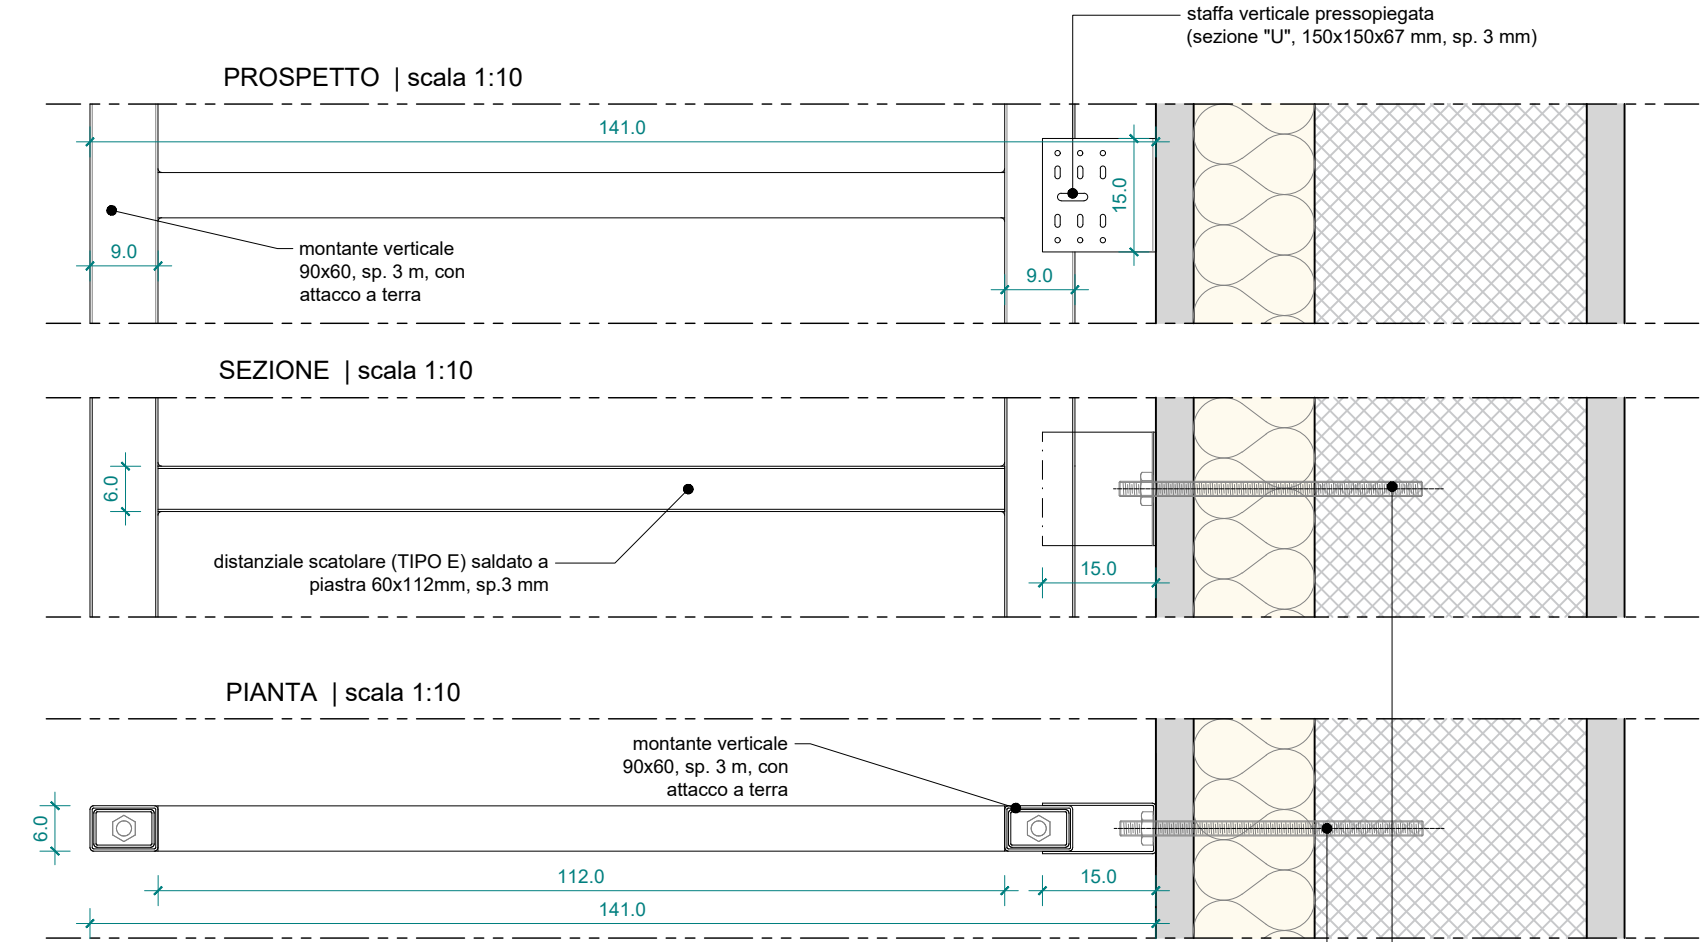 staffa verticale pressopiegata
(sezione "U", 150x150x67 mm, sp. 3 mm)
PROSPETTO | scala 1:10
141.0
15.0
9.0
montante verticale
90x60, sp. 3 m, con
attacco a terra
9.0
SEZIONE | scala 1:10
6.0
distanziale scatolare (TIPO E) saldato a
piastra 60x112mm, sp.3 mm
15.0
PIANTA | scala 1:10
montante verticale
90x60, sp. 3 m, con
attacco a terra
6.0
112.0
15.0
141.0